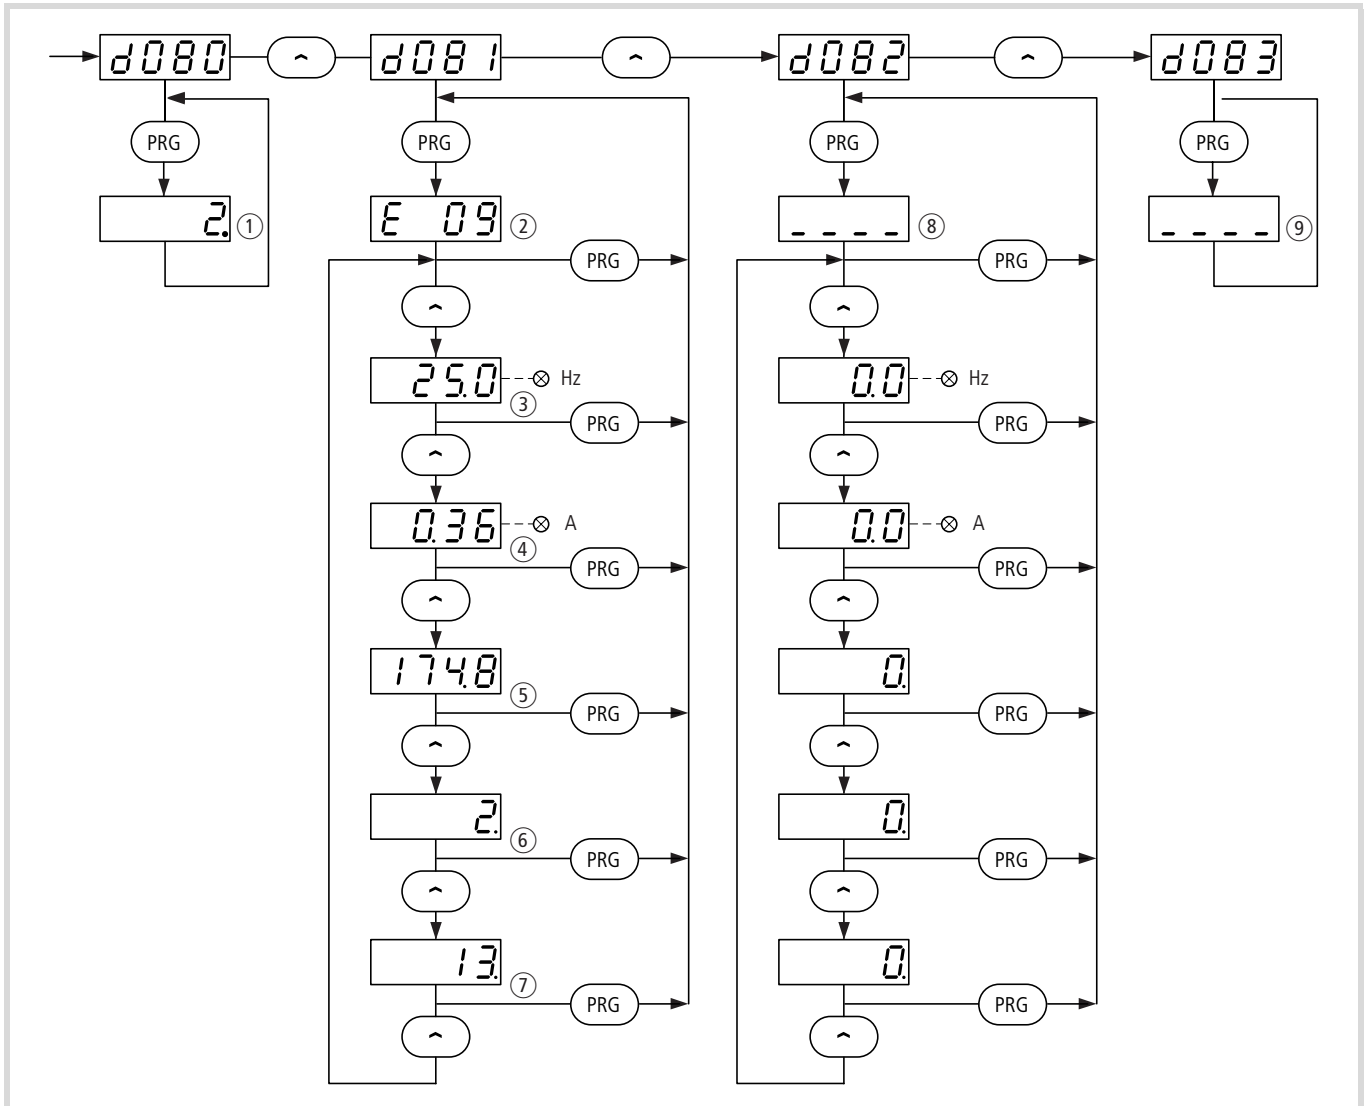 d080 d081 d082 d083
PRG PRG PRG PRG
2. ① E 09 ② _ _ _ _ ⑧ _ _ _ _ ⑨
PRG PRG
25.0 Hz 0.0 Hz
③
PRG PRG
0.36 A 0.0 A
④
PRG PRG
174.8 0.
⑤
PRG PRG
2. 0.
⑥
PRG PRG
13. 0.
⑦
PRG PRG